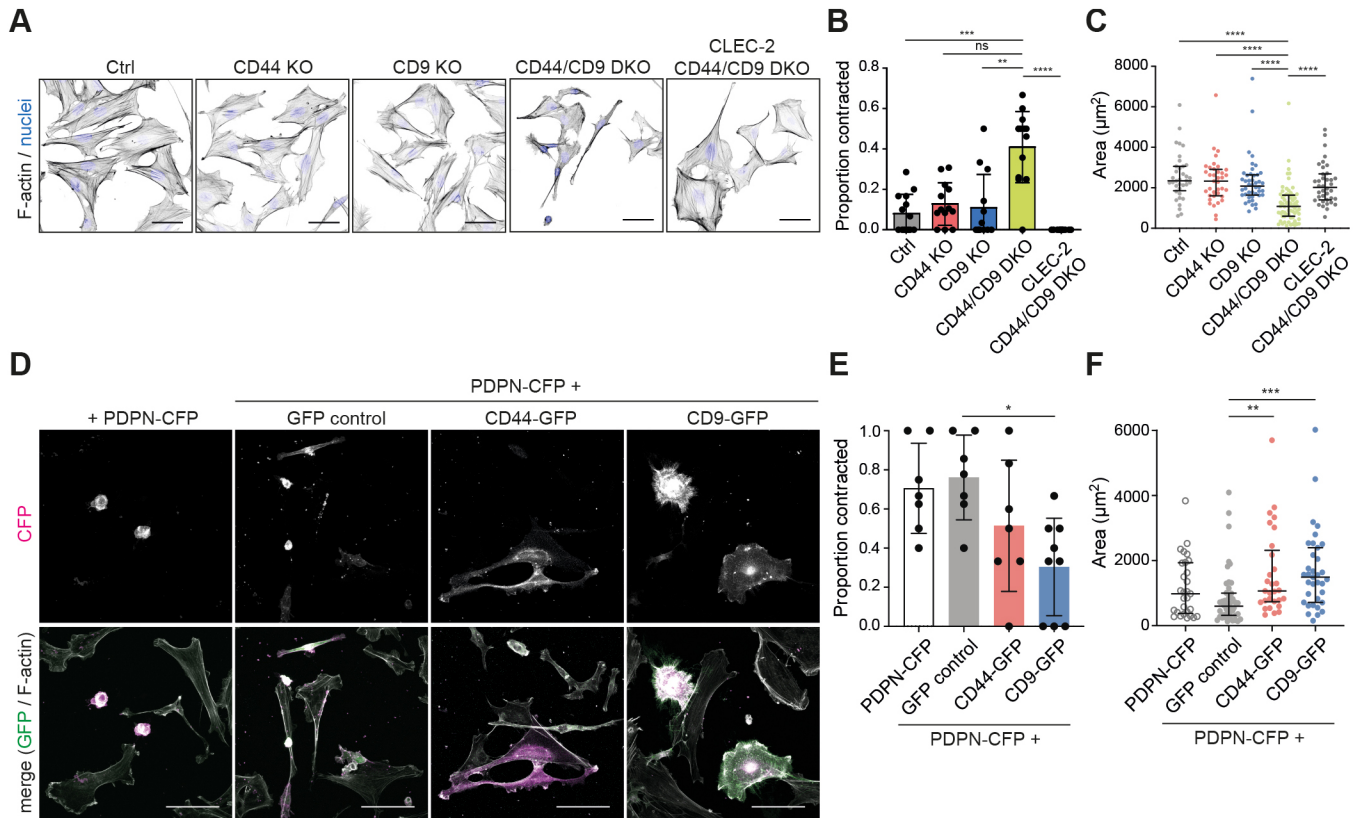 A
Ctrl
CD44 KO
CD9 KO
CD44/CD9 DKO
CLEC-2
CD44/CD9 DKO
F-actin / nuclei
B
***
ns
**
****
Proportion contracted
0.8
0.6
0.4
0.2
0.0
Ctrl
CD44 KO
CD9 KO
CD44/CD9 DKO
CLEC-2
CD44/CD9 DKO
C
****
****
****
****
Area (µm²)
8000
6000
4000
2000
0
Ctrl
CD44 KO
CD9 KO
CD44/CD9 DKO
CLEC-2
CD44/CD9 DKO
D
PDPN-CFP +
+ PDPN-CFP
GFP control
CD44-GFP
CD9-GFP
CFP
merge (GFP / F-actin)
E
*
Proportion contracted
1.0
0.8
0.6
0.4
0.2
0.0
PDPN-CFP
GFP control
CD44-GFP
CD9-GFP
PDPN-CFP +
F
***
**
Area (µm²)
6000
4000
2000
0
PDPN-CFP
GFP control
CD44-GFP
CD9-GFP
PDPN-CFP +